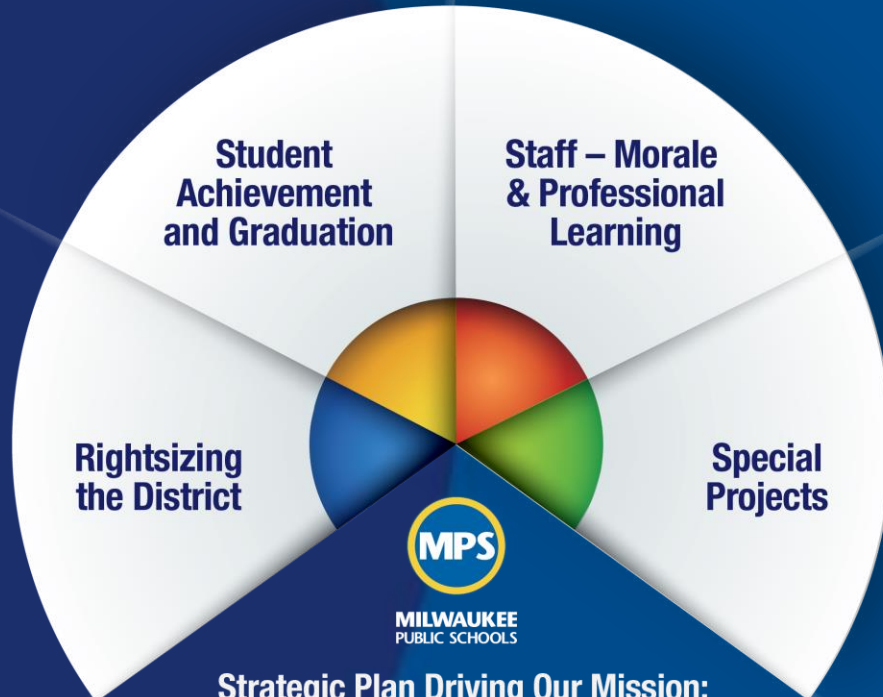 Student
Achievement
and Graduation
Staff – Morale
& Professional
Learning
Rightsizing
the District
Special
Projects
MPS
MILWAUKEE
PUBLIC SCHOOLS
Strategic Plan Driving Our Mission: